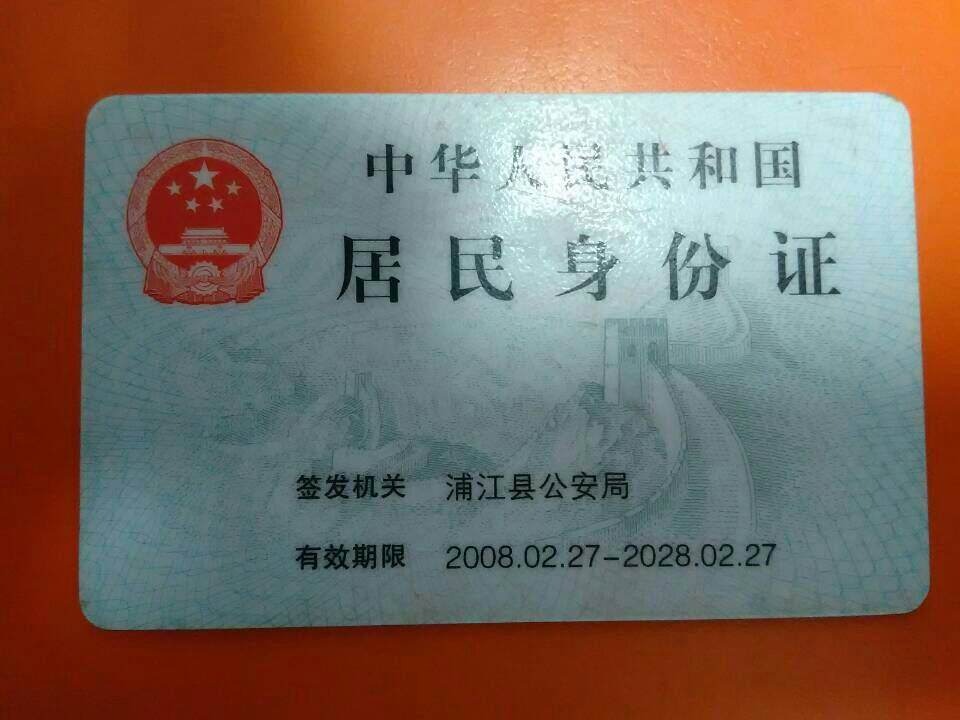 中华人民共和国
居民身份证
签发机关 浦江县公安局
有效期限 2008.02.27-2028.02.27